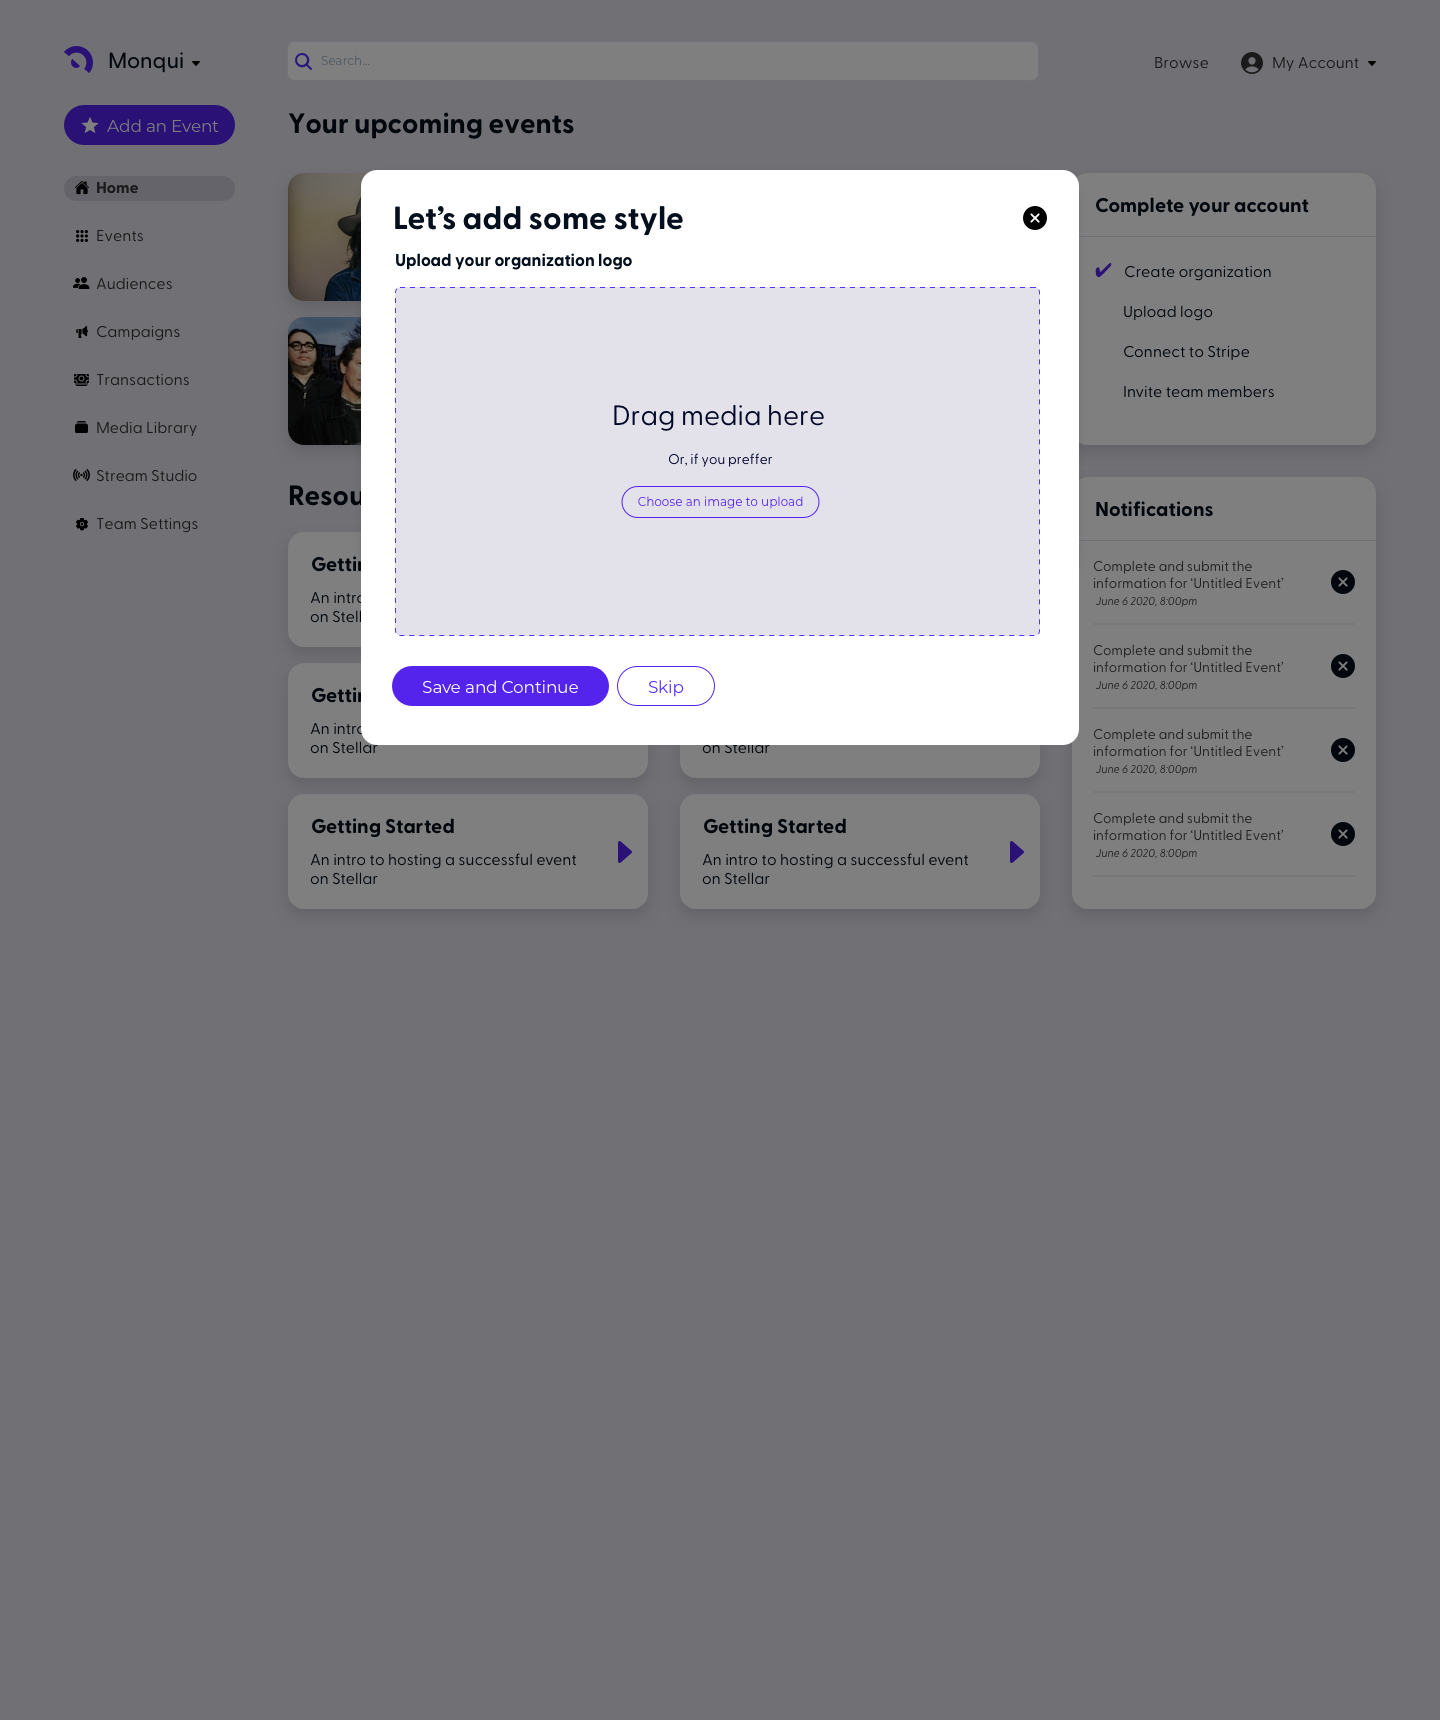 Monqui
Search...
Browse
My Account
Add an Event
Your upcoming events
Home
Events
Audiences
Campaigns
Transactions
Media Library
Stream Studio
Team Settings
Let's add some style
Upload your organization logo
Drag media here
Or, if you preffer
Choose an image to upload
Save and Continue
Skip
Complete your account
Create organization
Upload logo
Connect to Stripe
Invite team members
Resou
Gettin
An intro
on Stell
Gettin
An intro
on Stellar
on Stellar
Getting Started
An intro to hosting a successful event
on Stellar
Getting Started
An intro to hosting a successful event
on Stellar
Notifications
Complete and submit the
information for ‘Untitled Event’
June 6 2020, 8:00pm
Complete and submit the
information for ‘Untitled Event’
June 6 2020, 8:00pm
Complete and submit the
information for ‘Untitled Event’
June 6 2020, 8:00pm
Complete and submit the
information for ‘Untitled Event’
June 6 2020, 8:00pm